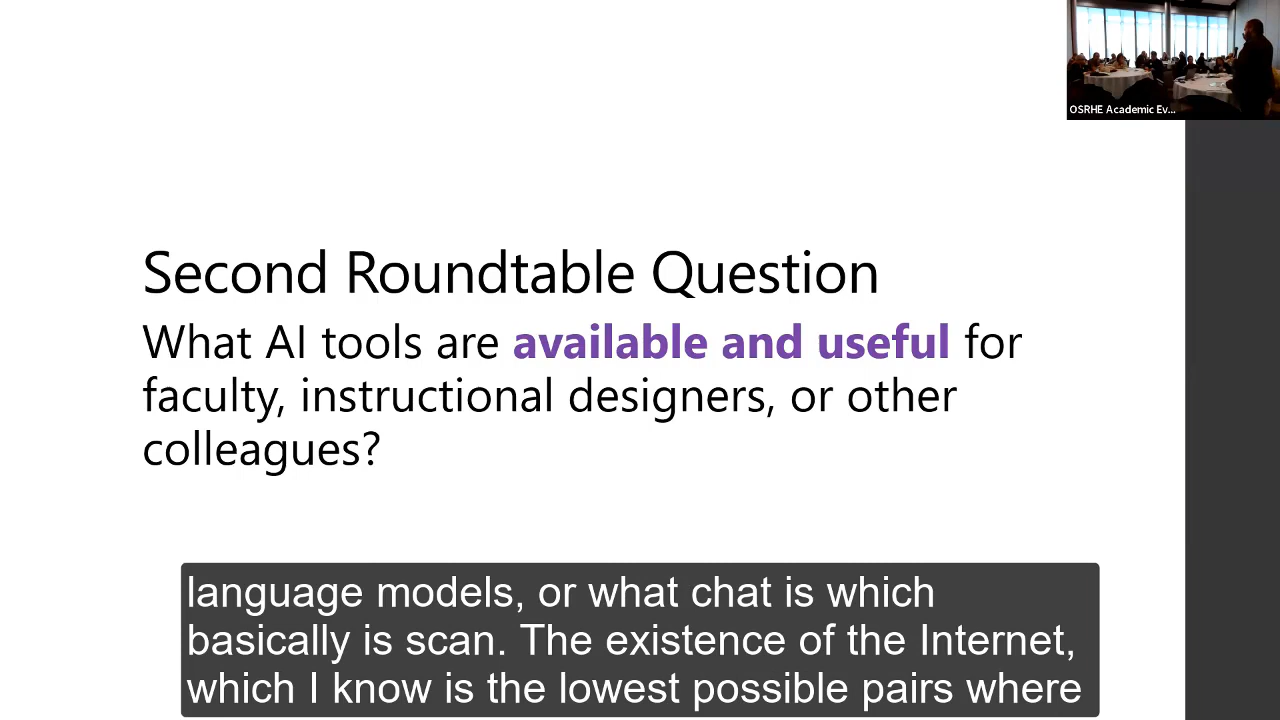 OSRHE Academic Ev...
Second Roundtable Question
What AI tools are available and useful for
faculty, instructional designers, or other
colleagues?
language models, or what chat is which
basically is scan. The existence of the Internet,
which I know is the lowest possible pairs where